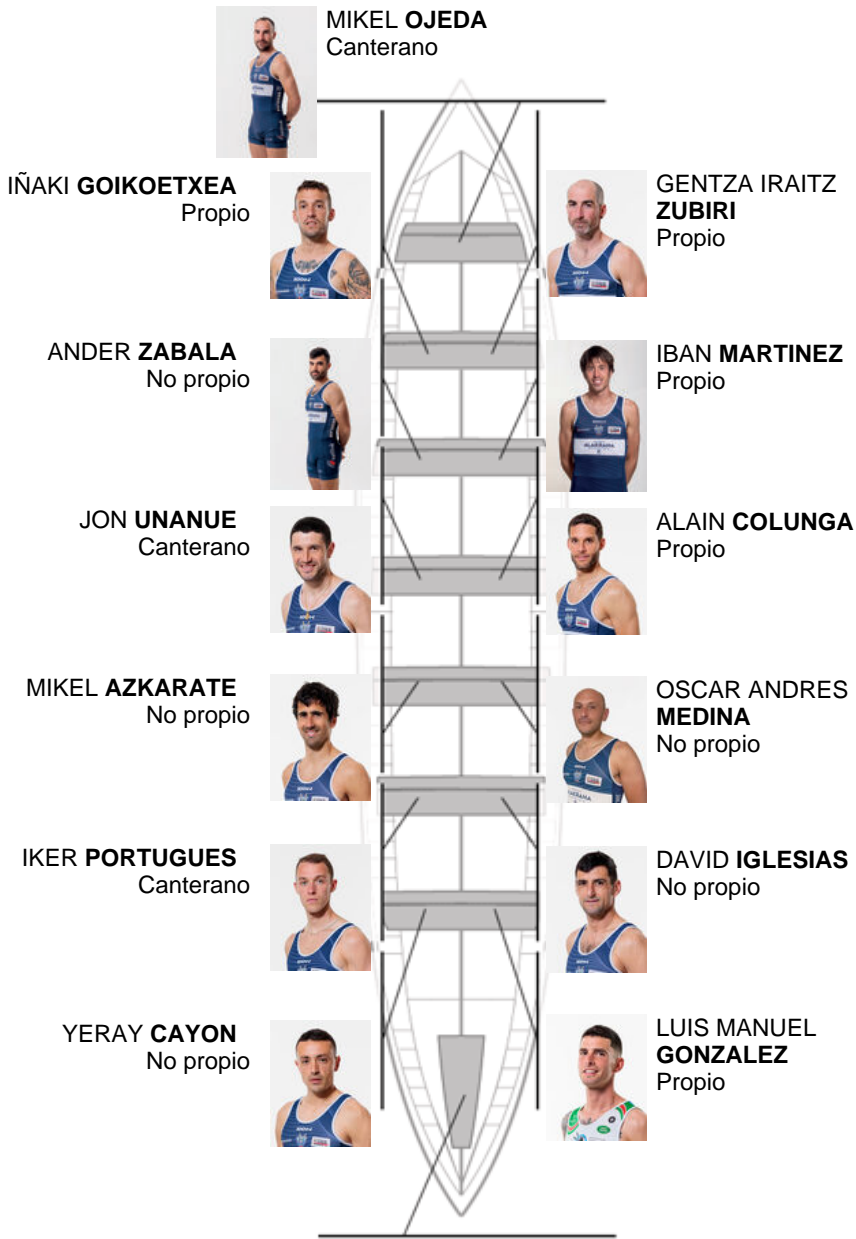 MIKEL OJEDA
Canterano
IÑAKI GOIKOETXEA
Propio
GENTZA IRAITZ
ZUBIRI
Propio
ANDER ZABALA
No propio
IBAN MARTINEZ
Propio
JON UNANUE
Canterano
ALAIN COLUNGA
Propio
MIKEL AZKARATE
No propio
OSCAR ANDRES
MEDINA
No propio
IKER PORTUGUES
Canterano
DAVID IGLESIAS
No propio
YERAY CAYON
No propio
LUIS MANUEL
GONZALEZ
Propio